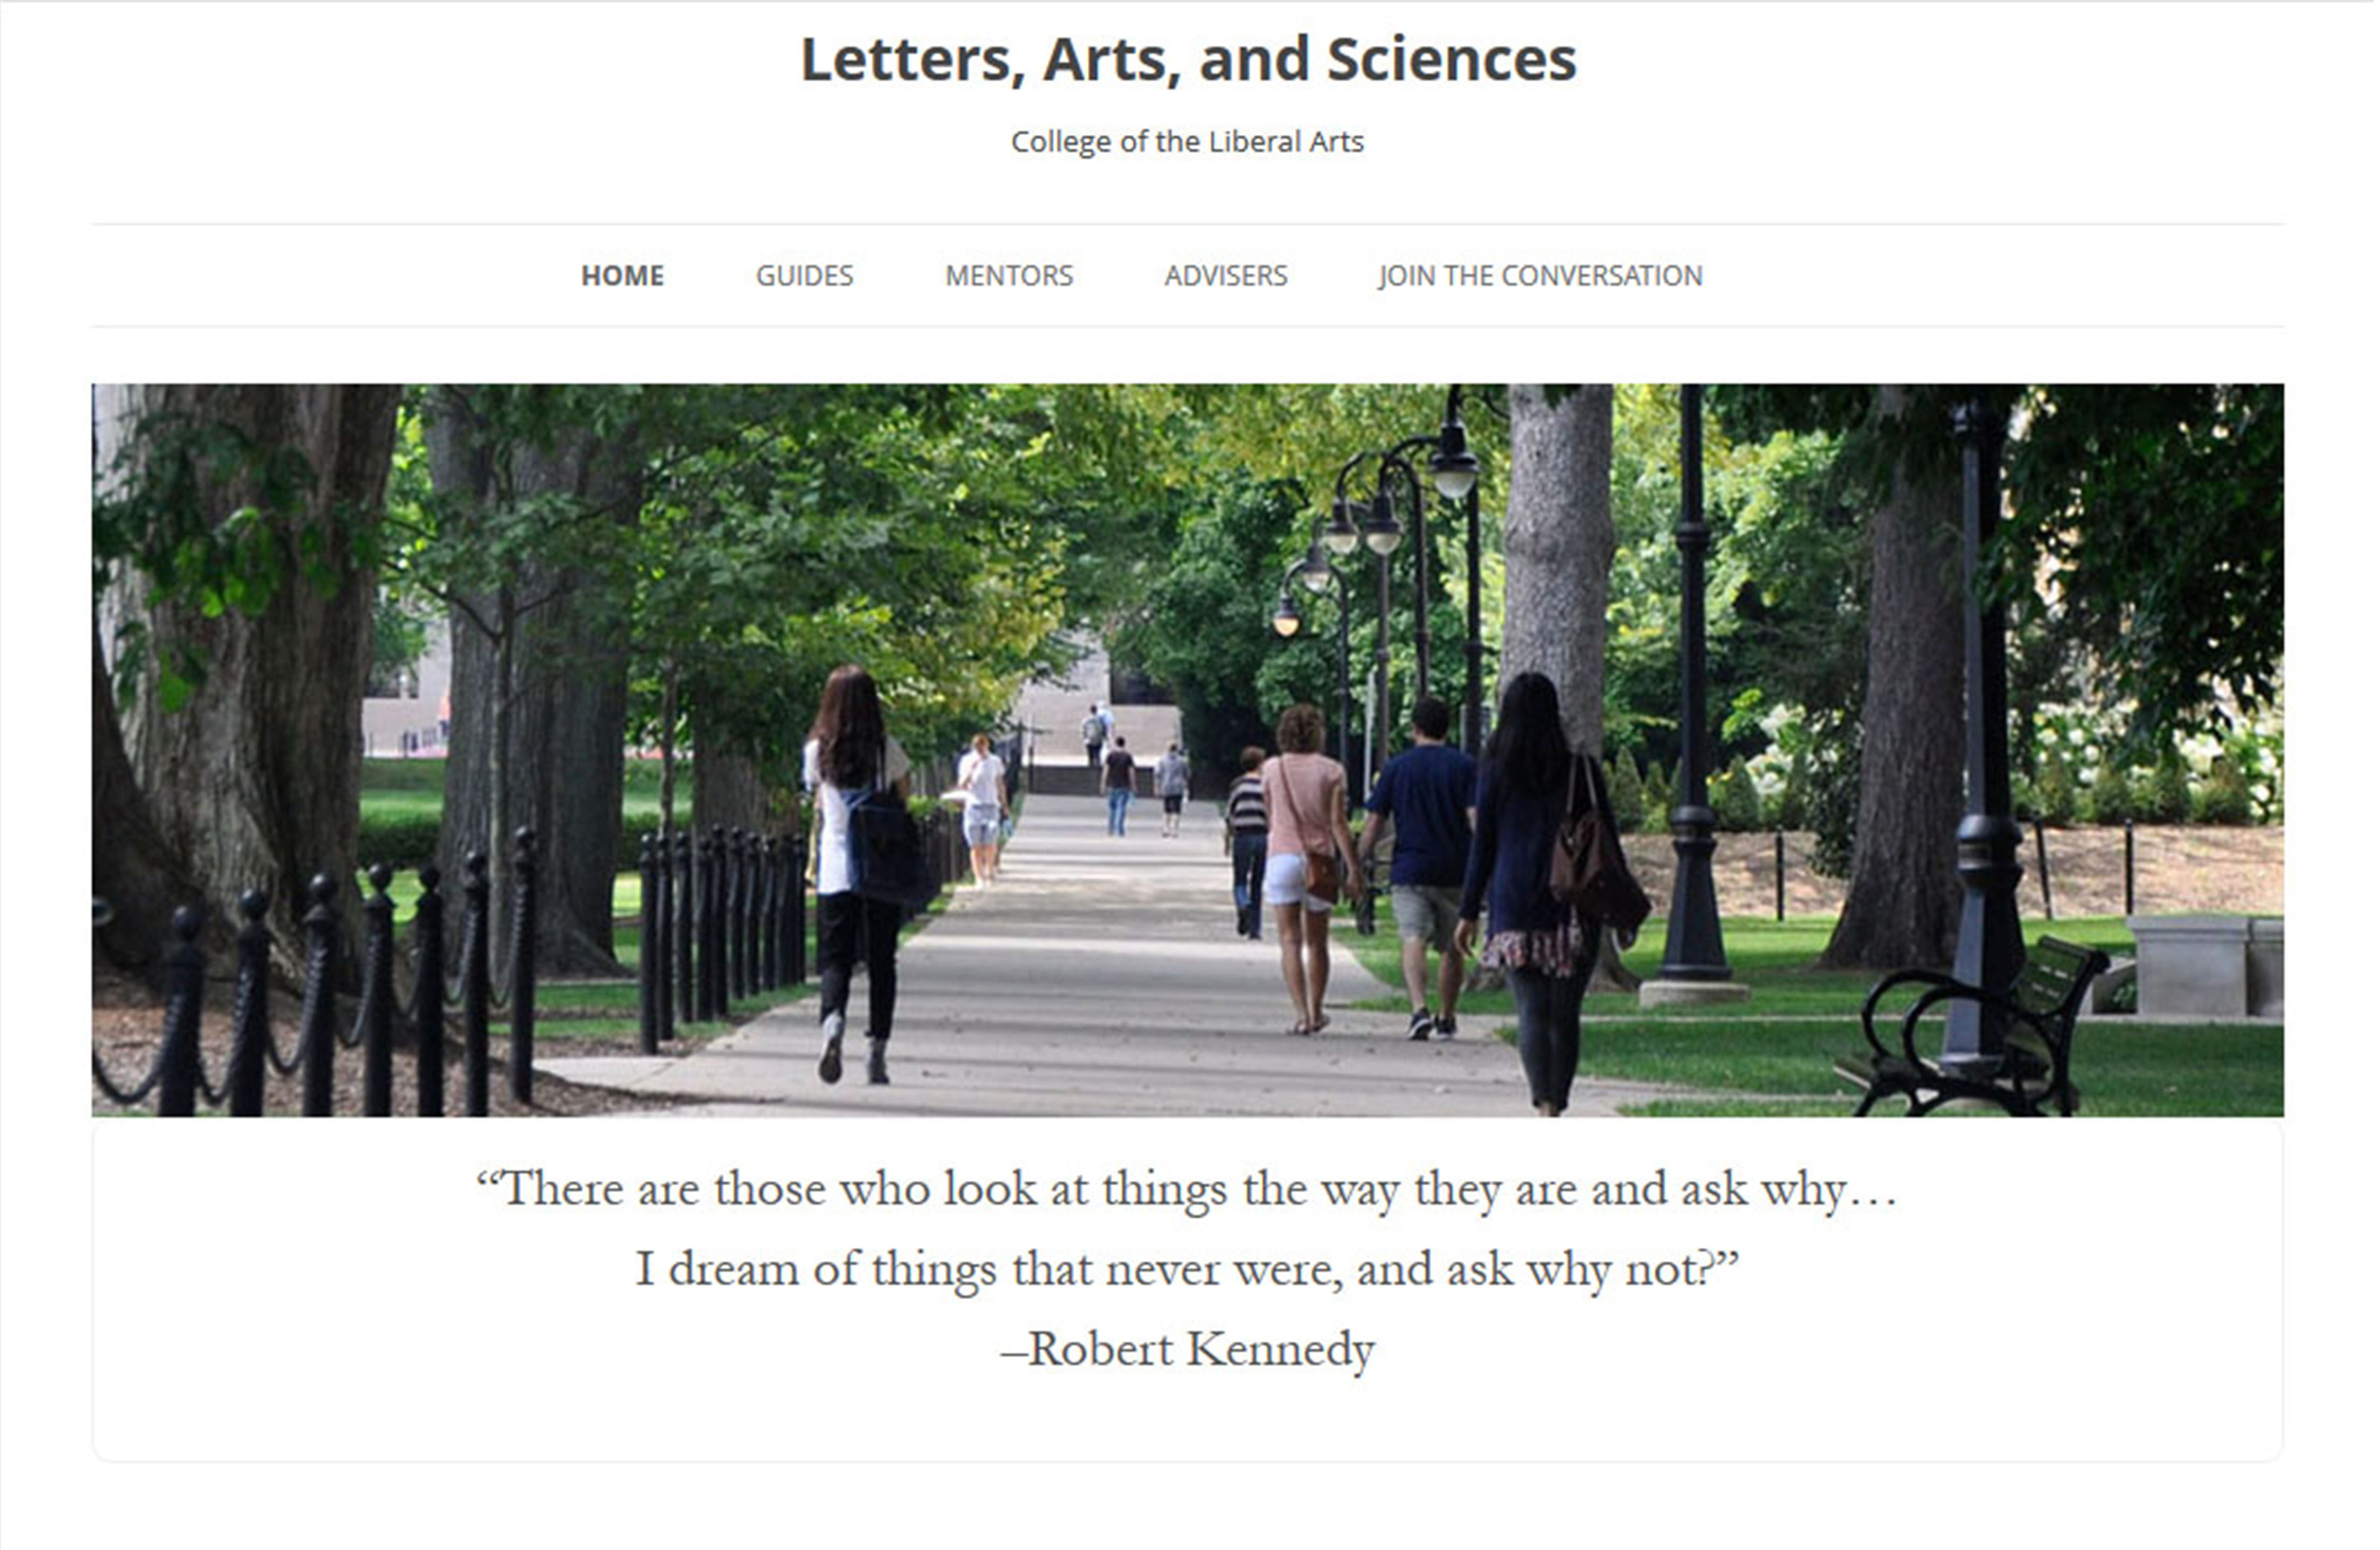 Letters, Arts, and Sciences
College of the Liberal Arts
HOME GUIDES MENTORS ADVISERS JOIN THE CONVERSATION
“There are those who look at things the way they are and ask why…
I dream of things that never were, and ask why not?”
–Robert Kennedy